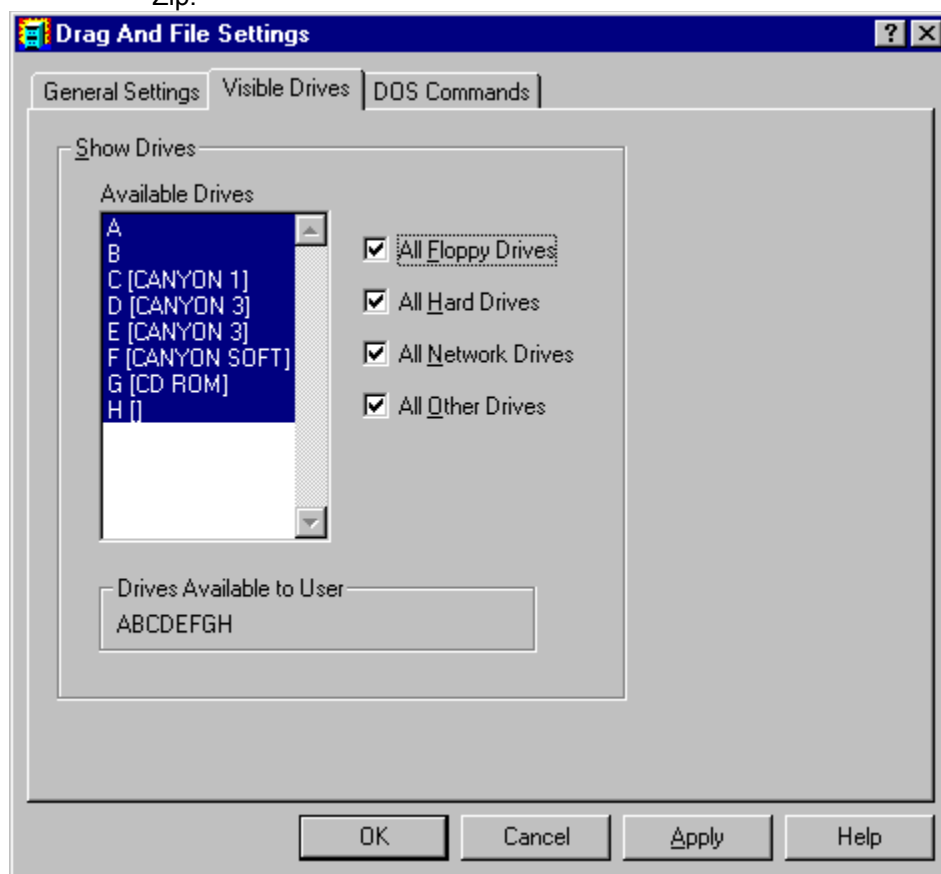 Zip.
Drag And File Settings
General Settings Visible Drives DOS Commands
Show Drives
Available Drives
A
B
C [CANYON 1]
D [CANYON 3]
E [CANYON 3]
F [CANYON SOFT]
G [CD ROM]
H []
All Floppy Drives
All Hard Drives
All Network Drives
All Other Drives
Drives Available to User
ABCDEFGH
OK Cancel Apply Help